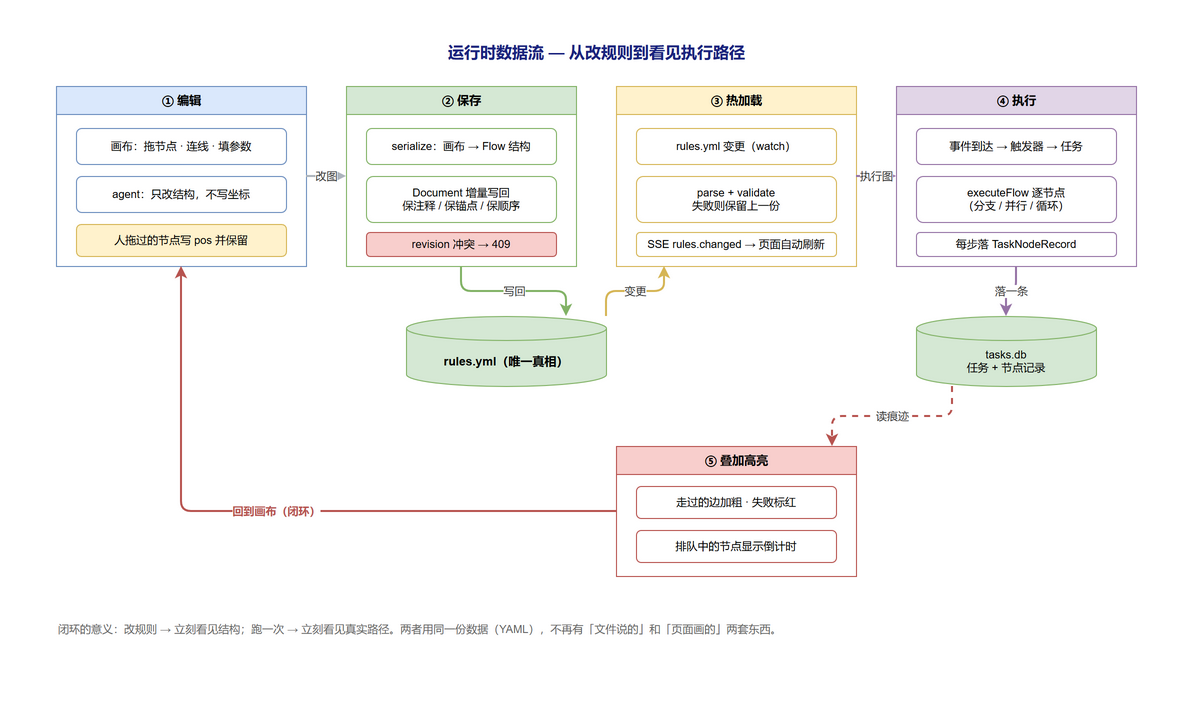 运行时数据流 — 从改规则到看见执行路径
① 编辑
画布：拖节点 · 连线 · 填参数
agent：只改结构，不写坐标
人拖过的节点写 pos 并保留
改图
② 保存
serialize：画布 → Flow 结构
Document 增量写回
保注释 / 保锚点 / 保顺序
revision 冲突 → 409
③ 热加载
rules.yml 变更（watch）
parse + validate
失败则保留上一份
SSE rules.changed → 页面自动刷新
执行图
④ 执行
事件到达 → 触发器 → 任务
executeFlow 逐节点
（分支 / 并行 / 循环）
每步落 TaskNodeRecord
写回
变更
落一条
rules.yml（唯一真相）
tasks.db
任务 + 节点记录
读痕迹
⑤ 叠加高亮
走过的边加粗 · 失败标红
排队中的节点显示倒计时
回到画布（闭环）
闭环的意义：改规则 → 立刻看见结构；跑一次 → 立刻看见真实路径。两者用同一份数据（YAML），不再有「文件说的」和「页面画的」两套东西。